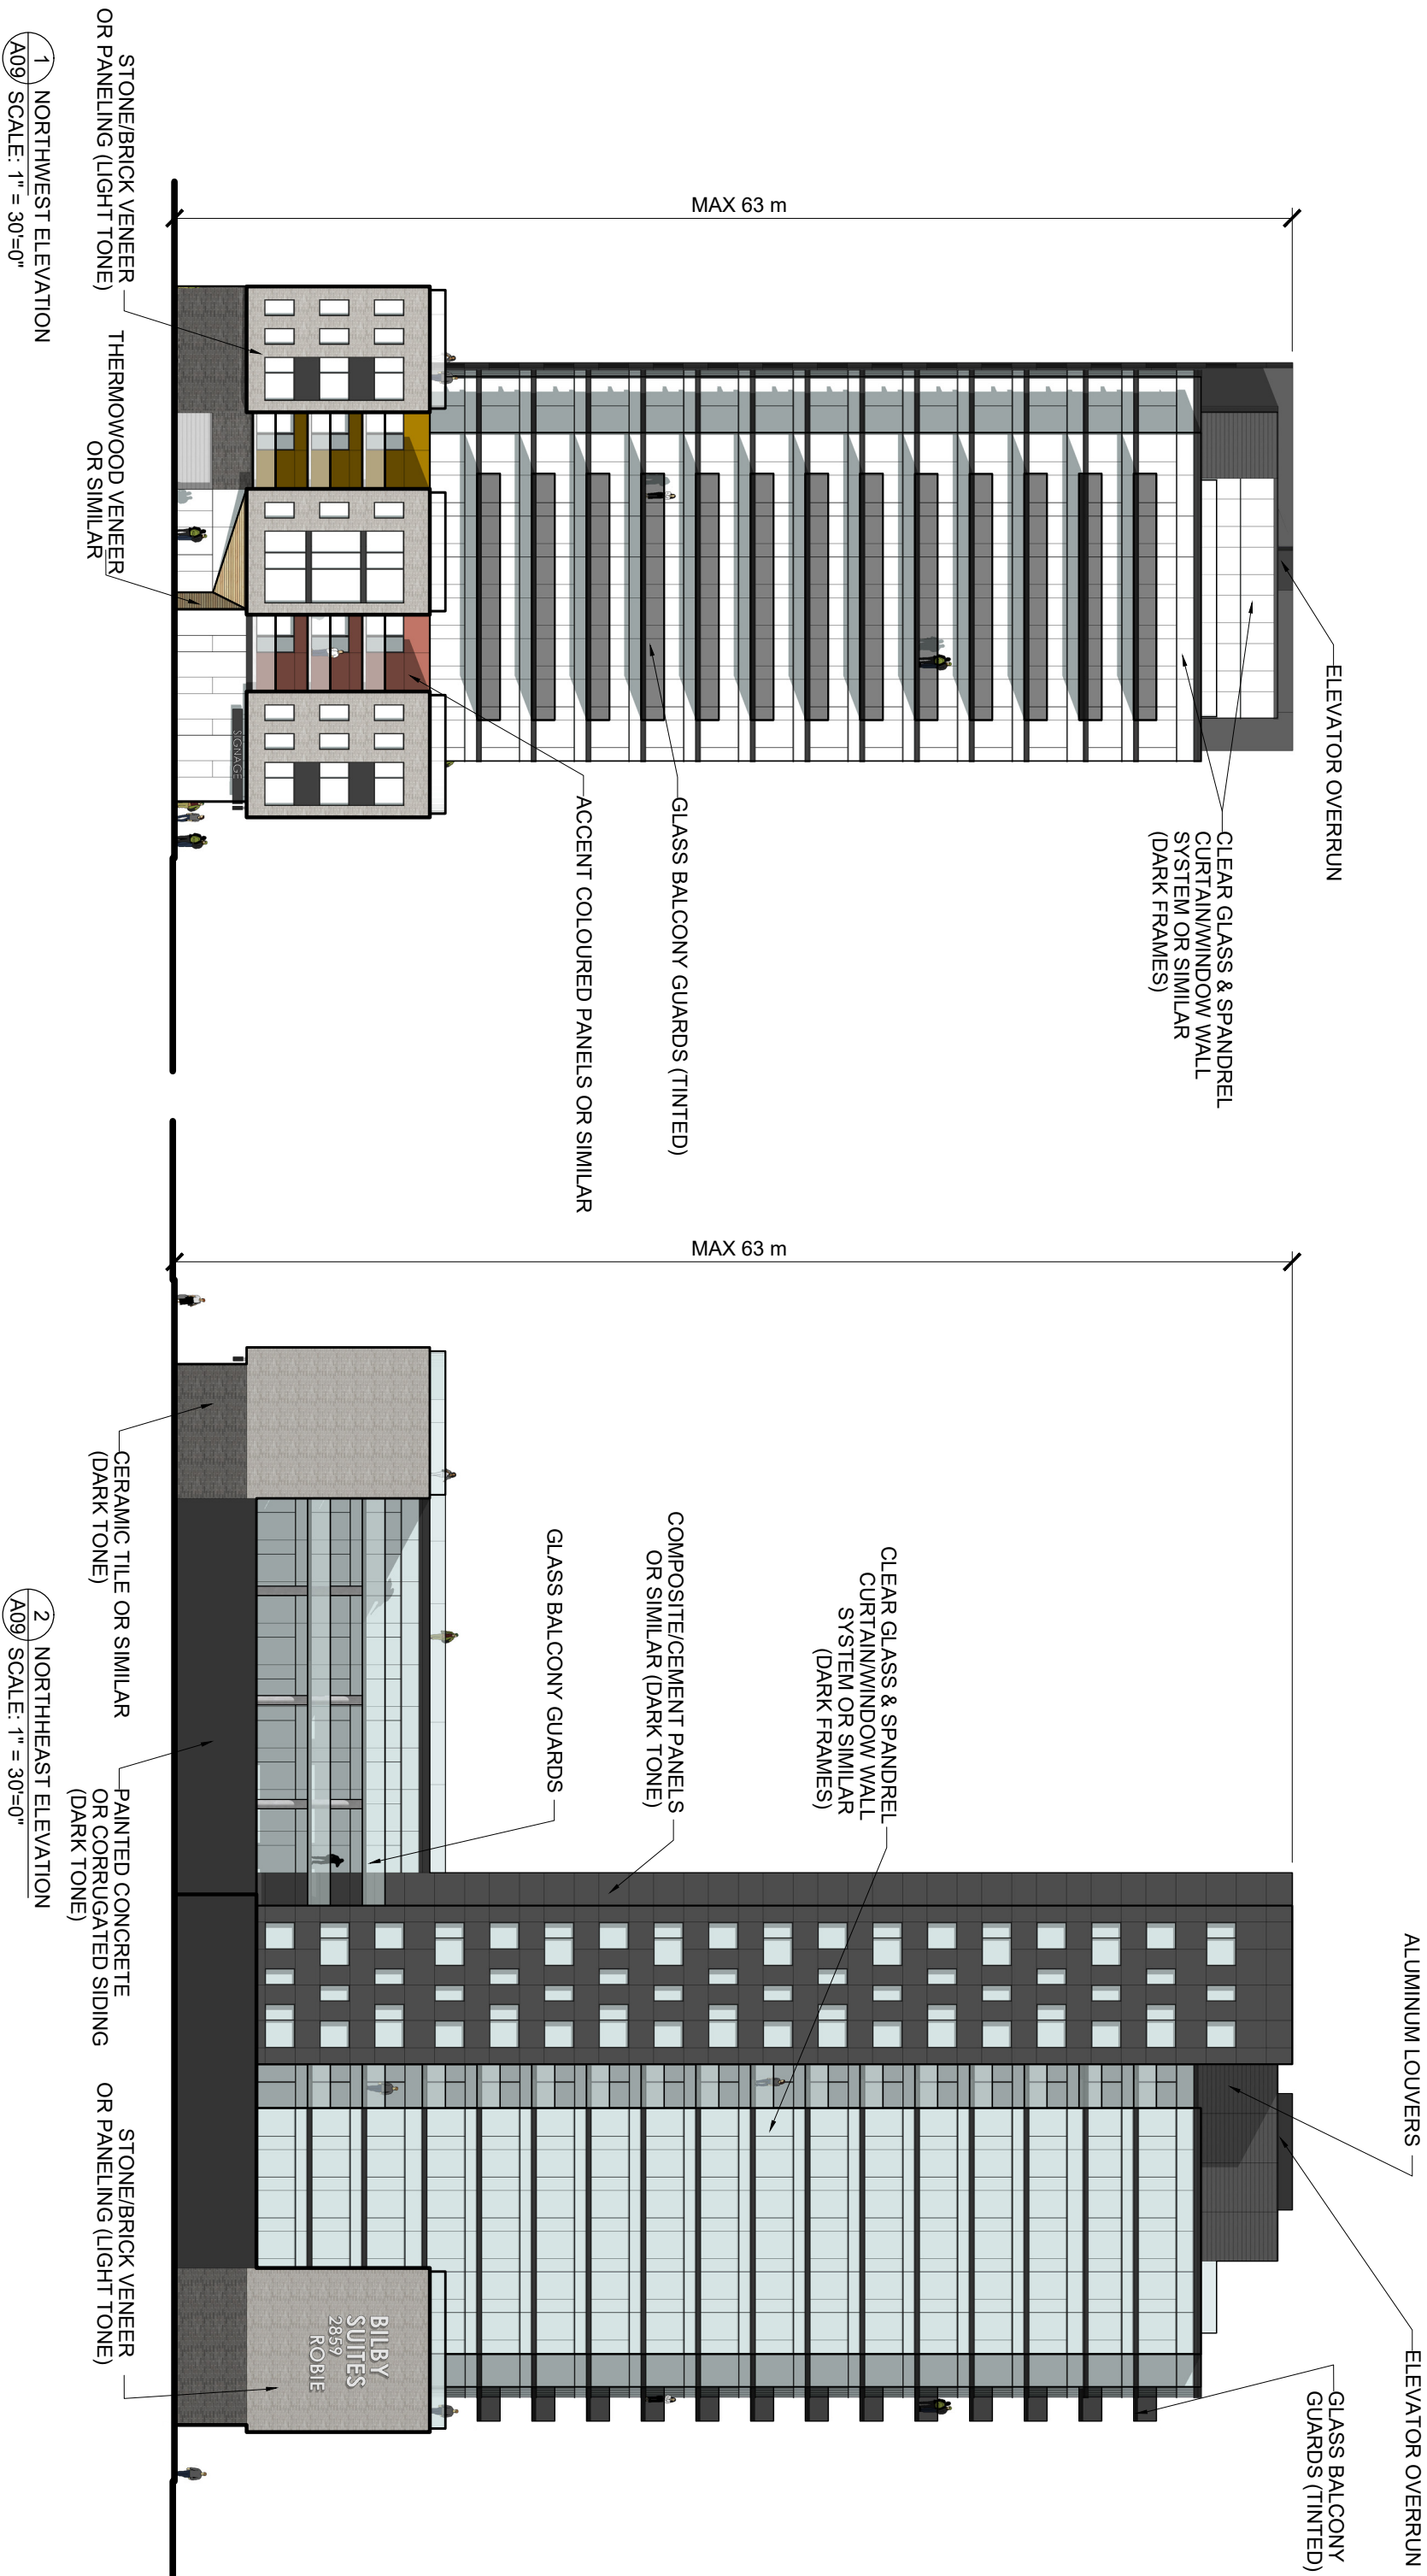 ELEVATOR OVERRUN
CLEAR GLASS & SPANDREL
CURTAIN/WINDOW WALL
SYSTEM OR SIMILAR
(DARK FRAMES)
MAX 63 m
GLASS BALCONY GUARDS (TINTED)
ACCENT COLOURED PANELS OR SIMILAR
SIGNAGE
STONE/BRICK VENEER
OR PANELING (LIGHT TONE)
THERMOWOOD VENEER
OR SIMILAR
1
A09
NORTHWEST ELEVATION
SCALE: 1" = 30'=0"
ALUMINUM LOUVERS
ELEVATOR OVERRUN
GLASS BALCONY
GUARDS (TINTED)
MAX 63 m
CLEAR GLASS & SPANDREL
CURTAIN/WINDOW WALL
SYSTEM OR SIMILAR
(DARK FRAMES)
COMPOSITE/CEMENT PANELS
OR SIMILAR (DARK TONE)
GLASS BALCONY GUARDS
BILBY
SUITES
2859
ROBIE
CERAMIC TILE OR SIMILAR
(DARK TONE)
PAINTED CONCRETE
OR CORRUGATED SIDING
(DARK TONE)
STONE/BRICK VENEER
OR PANELING (LIGHT TONE)
2
A09
NORTHHEAST ELEVATION
SCALE: 1" = 30'=0"